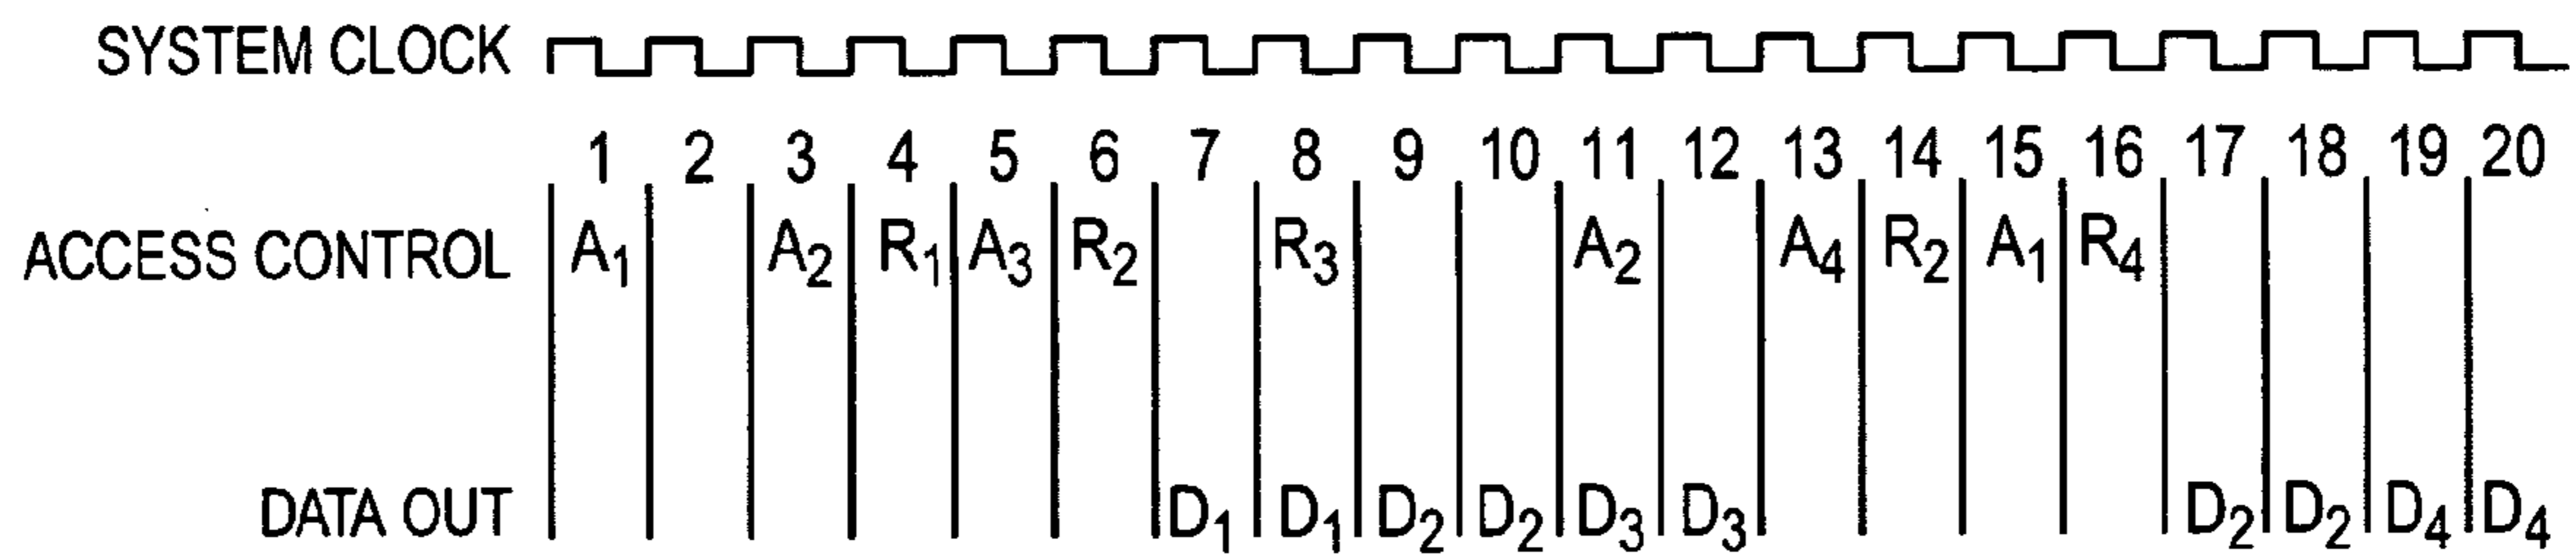 SYSTEM CLOCK
1 2 3 4 5 6 7 8 9 10 11 12 13 14 15 16 17 18 19 20
ACCESS CONTROL A₁ A₂ R₁ A₃ R₂ R₃ A₂ A₄ R₂ A₁ R₄
DATA OUT D₁ D₁ D₂ D₂ D₃ D₃ D₂ D₂ D₄ D₄